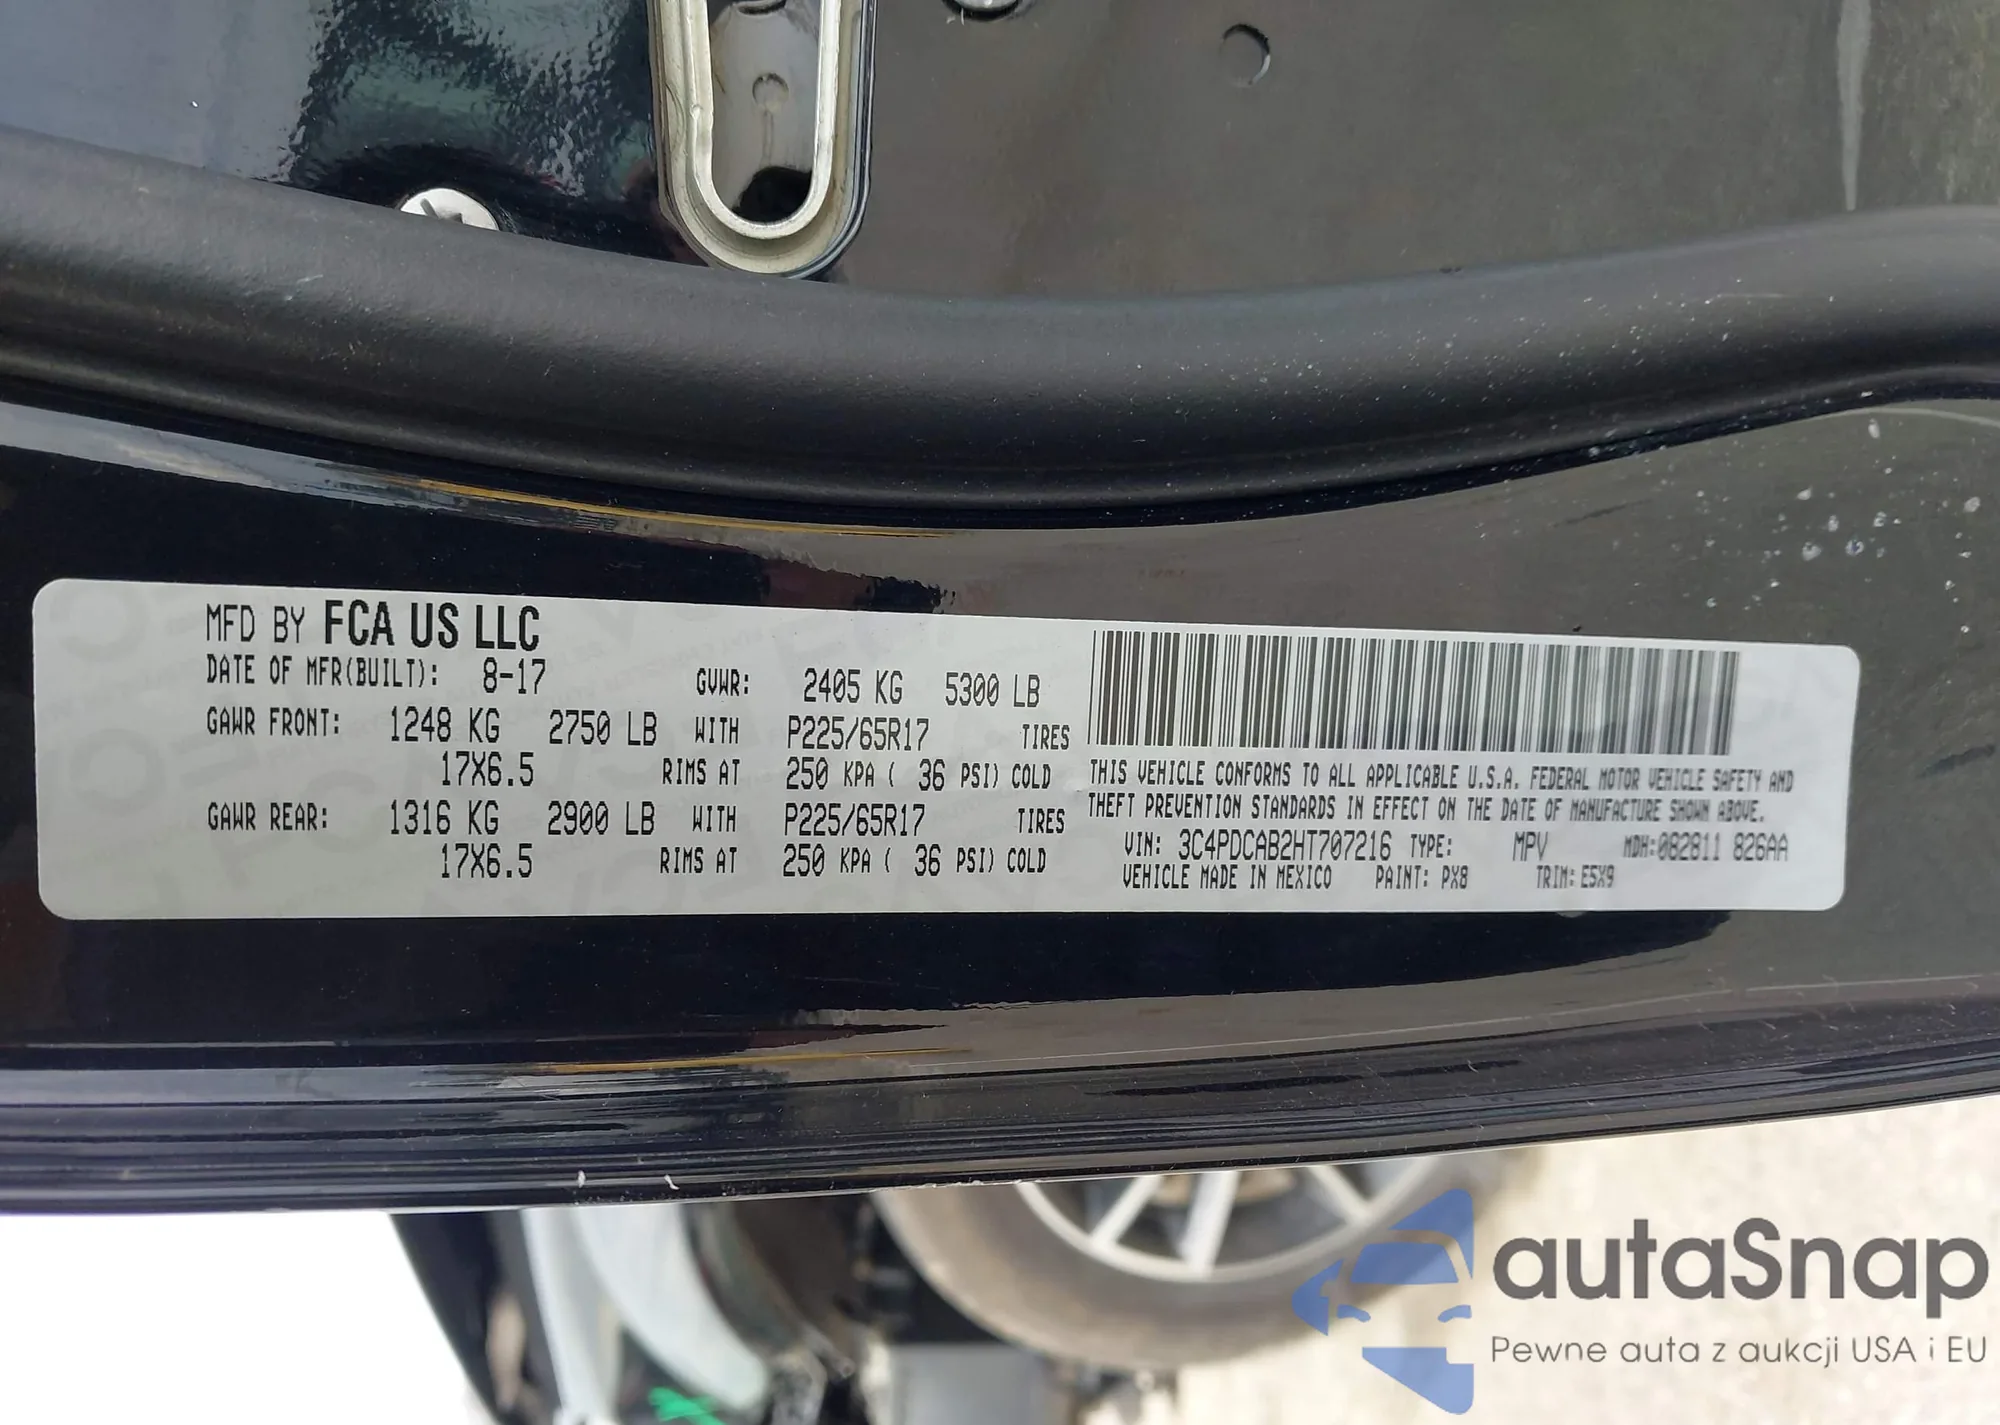 MFD BY FCA US LLC
DATE OF MFR(BUILT): 8-17 GVWR: 2405 KG 5300 LB
GAWR FRONT: 1248 KG 2750 LB WITH P225/65R17 TIRES
17X6.5 RIMS AT 250 KPA ( 36 PSI) COLD
GAWR REAR: 1316 KG 2900 LB WITH P225/65R17 TIRES
17X6.5 RIMS AT 250 KPA ( 36 PSI) COLD
THIS VEHICLE CONFORMS TO ALL APPLICABLE U.S.A. FEDERAL MOTOR VEHICLE SAFETY AND
THEFT PREVENTION STANDARDS IN EFFECT ON THE DATE OF MANUFACTURE SHOWN ABOVE.
VIN: 3C4PDCAB2HT707216 TYPE: MPV MDH:082811 826AA
VEHICLE MADE IN MEXICO PAINT: PX8 TRIM: E5X9
autaSnap
Pewne auta z aukcji USA i EU